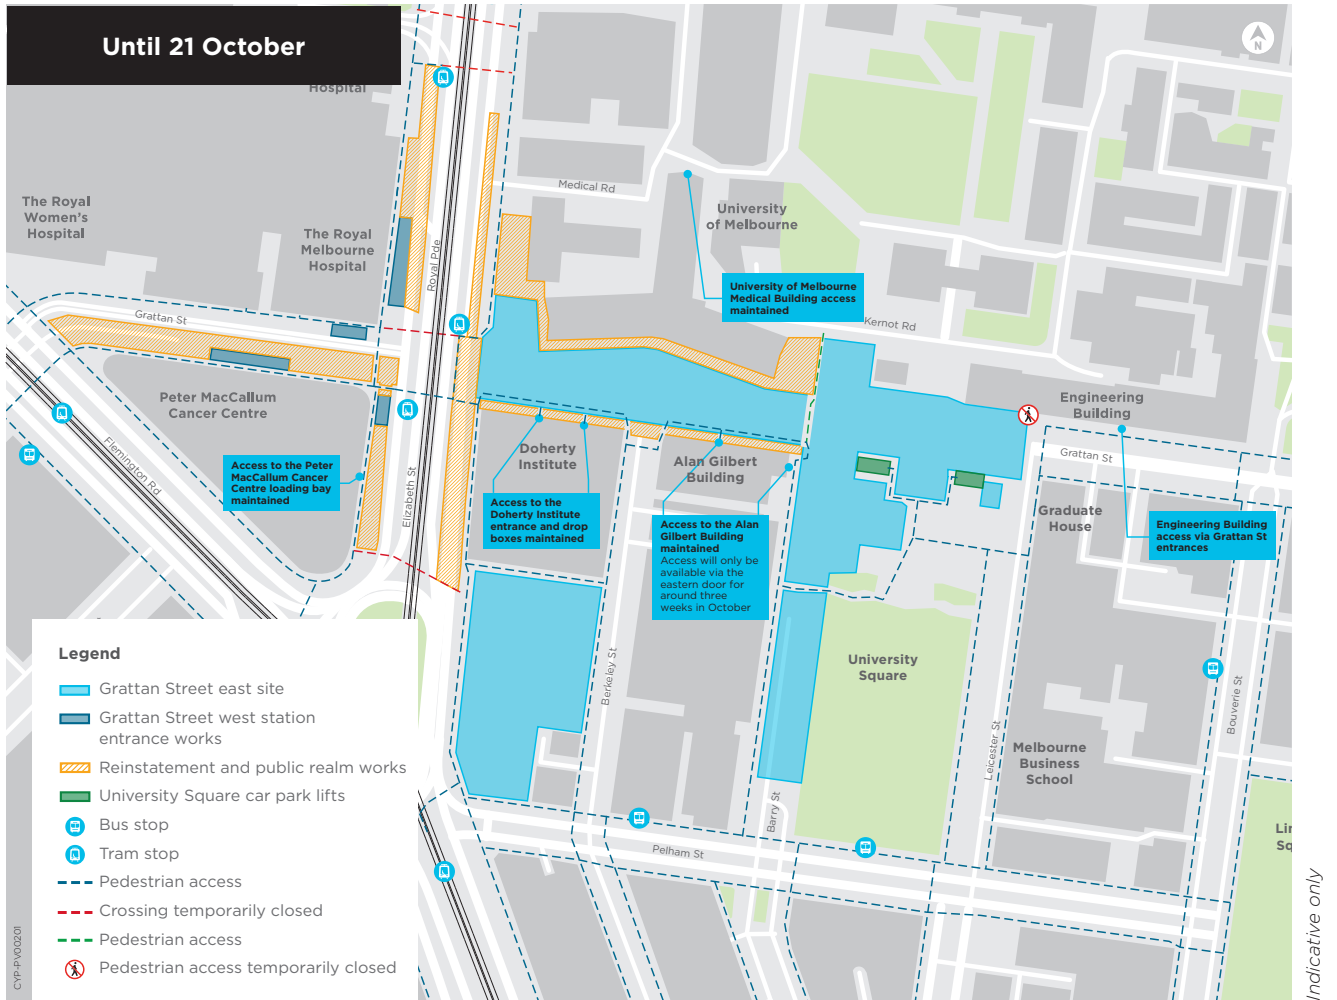 Until 21 October
N
Hospital
The Royal
Women's
Hospital
The Royal
Melbourne
Hospital
Royal Pde
Medical Rd
University
of Melbourne
University of Melbourne
Medical Building access
maintained
Kernot Rd
Grattan St
Peter MacCallum
Cancer Centre
Flemington Rd
Access to the Peter
MacCallum Cancer
Centre loading bay
maintained
Elizabeth St
Doherty
Institute
Access to the
Doherty Institute
entrance and drop
boxes maintained
Alan Gilbert
Building
Access to the Alan
Gilbert Building
maintained
Access will only be
available via the
eastern door for
around three
weeks in October
Engineering
Building
Grattan St
Graduate
House
Engineering Building
access via Grattan St
entrances
University
Square
Berkeley St
Barry St
Leicester St
Bouverie St
Melbourne
Business
School
Pelham St
Lin
Sq
Legend
Grattan Street east site
Grattan Street west station
entrance works
Reinstatement and public realm works
University Square car park lifts
Bus stop
Tram stop
Pedestrian access
Crossing temporarily closed
Pedestrian access
Pedestrian access temporarily closed
CYP-PV00201
Indicative only